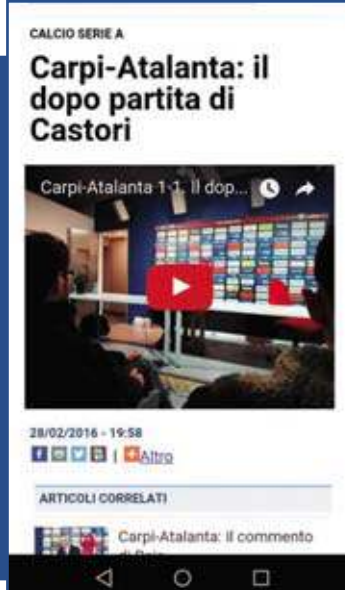 CALCIO SERIE A
Carpi-Atalanta: il
dopo partita di
Castori
Carpi-Atalanta 1-1. Il dop...
28/02/2016 - 19:58
| Altro
ARTICOLI CORRELATI
Carpi-Atalanta: il commento